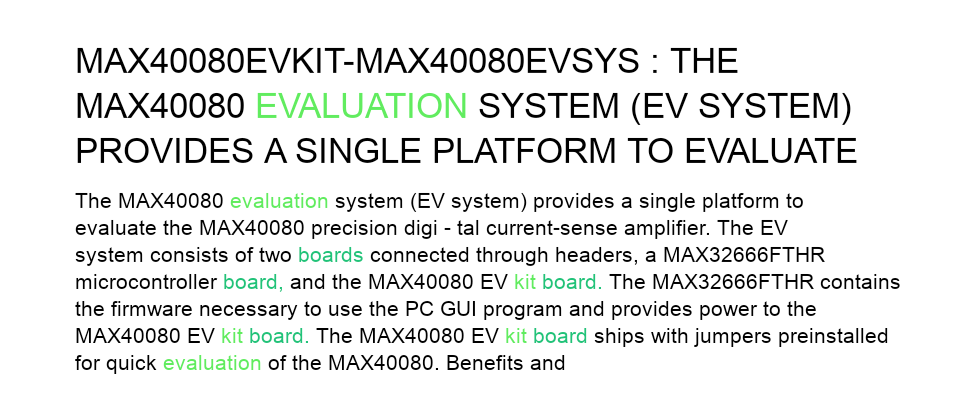 MAX40080EVKIT-MAX40080EVSYS : THE
MAX40080 EVALUATION SYSTEM (EV SYSTEM)
PROVIDES A SINGLE PLATFORM TO EVALUATE
The MAX40080 evaluation system (EV system) provides a single platform to
evaluate the MAX40080 precision digi - tal current-sense amplifier. The EV
system consists of two boards connected through headers, a MAX32666FTHR
microcontroller board, and the MAX40080 EV kit board. The MAX32666FTHR contains
the firmware necessary to use the PC GUI program and provides power to the
MAX40080 EV kit board. The MAX40080 EV kit board ships with jumpers preinstalled
for quick evaluation of the MAX40080. Benefits and